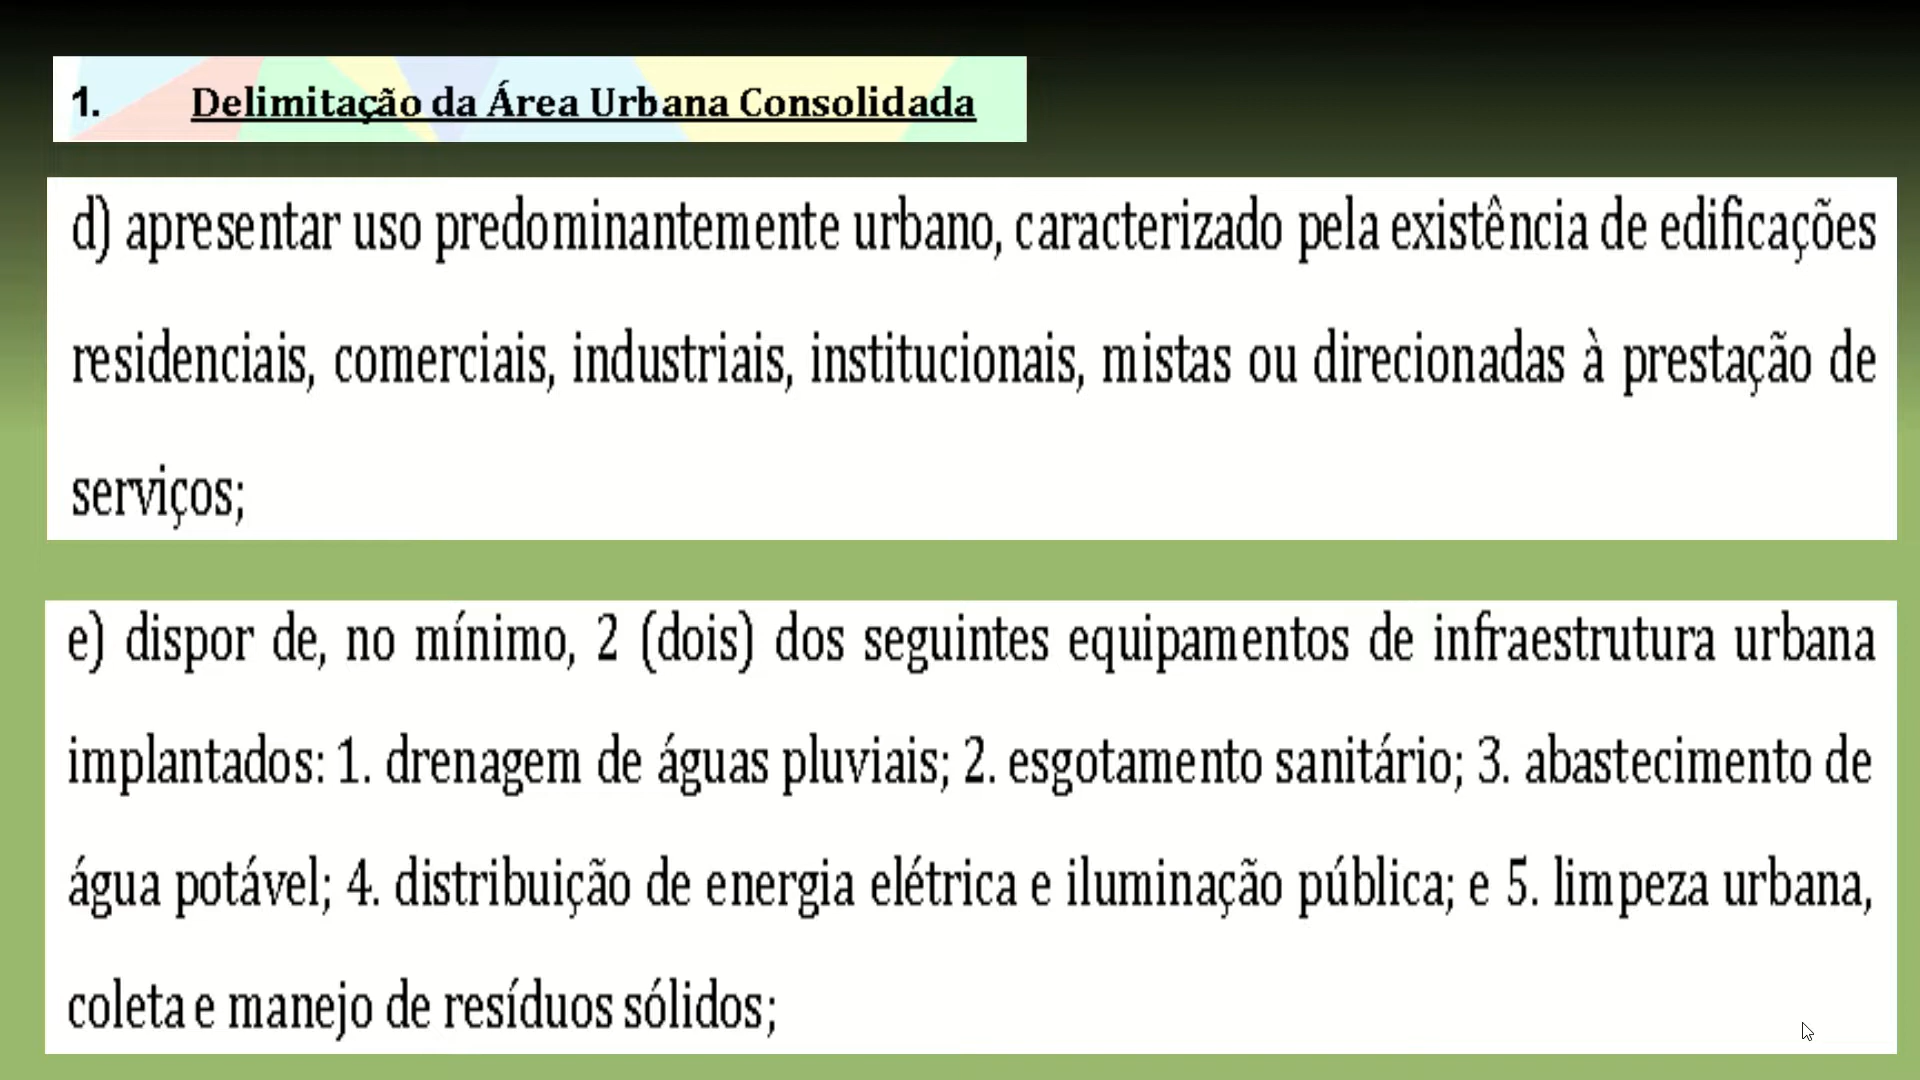 1. Delimitação da Área Urbana Consolidada
d) apresentar uso predominantemente urbano, caracterizado pela existência de edificações
residenciais, comerciais, industriais, institucionais, mistas ou direcionadas à prestação de
serviços;
e) dispor de, no mínimo, 2 (dois) dos seguintes equipamentos de infraestrutura urbana
implantados: 1. drenagem de águas pluviais; 2. esgotamento sanitário; 3. abastecimento de
água potável; 4. distribuição de energia elétrica e iluminação pública; e 5. limpeza urbana,
coleta e manejo de resíduos sólidos;